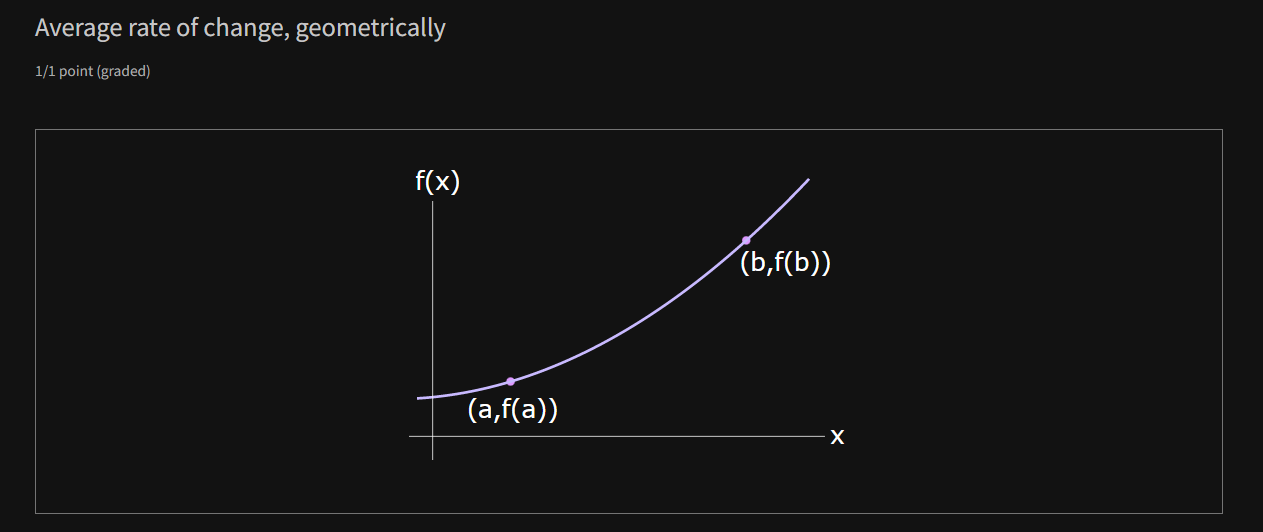 Average rate of change, geometrically
1/1 point (graded)
f(x)
(b,f(b))
(a,f(a))
x